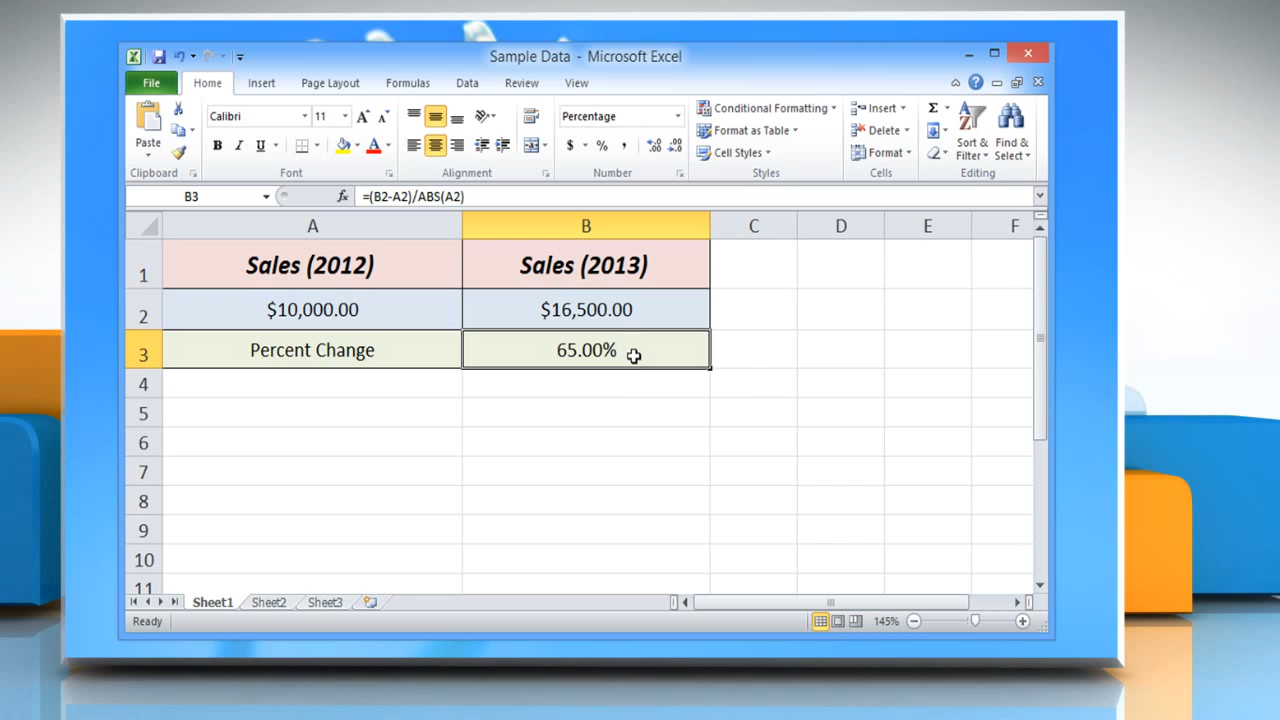 Sample Data - Microsoft Excel
File Home Insert Page Layout Formulas Data Review View
Calibri 11 Percentage Conditional Formatting Insert Σ
Paste Format as Table Delete Sort & Filter Find & Select
B I U A $ % , Cell Styles Format
Clipboard Font Alignment Number Styles Cells Editing
B3 fx =(B2-A2)/ABS(A2)
A B C D E F
1 Sales (2012) Sales (2013)
2 $10,000.00 $16,500.00
3 Percent Change 65.00%
4
5
6
7
8
9
10
11
Sheet1 Sheet2 Sheet3
Ready 145%